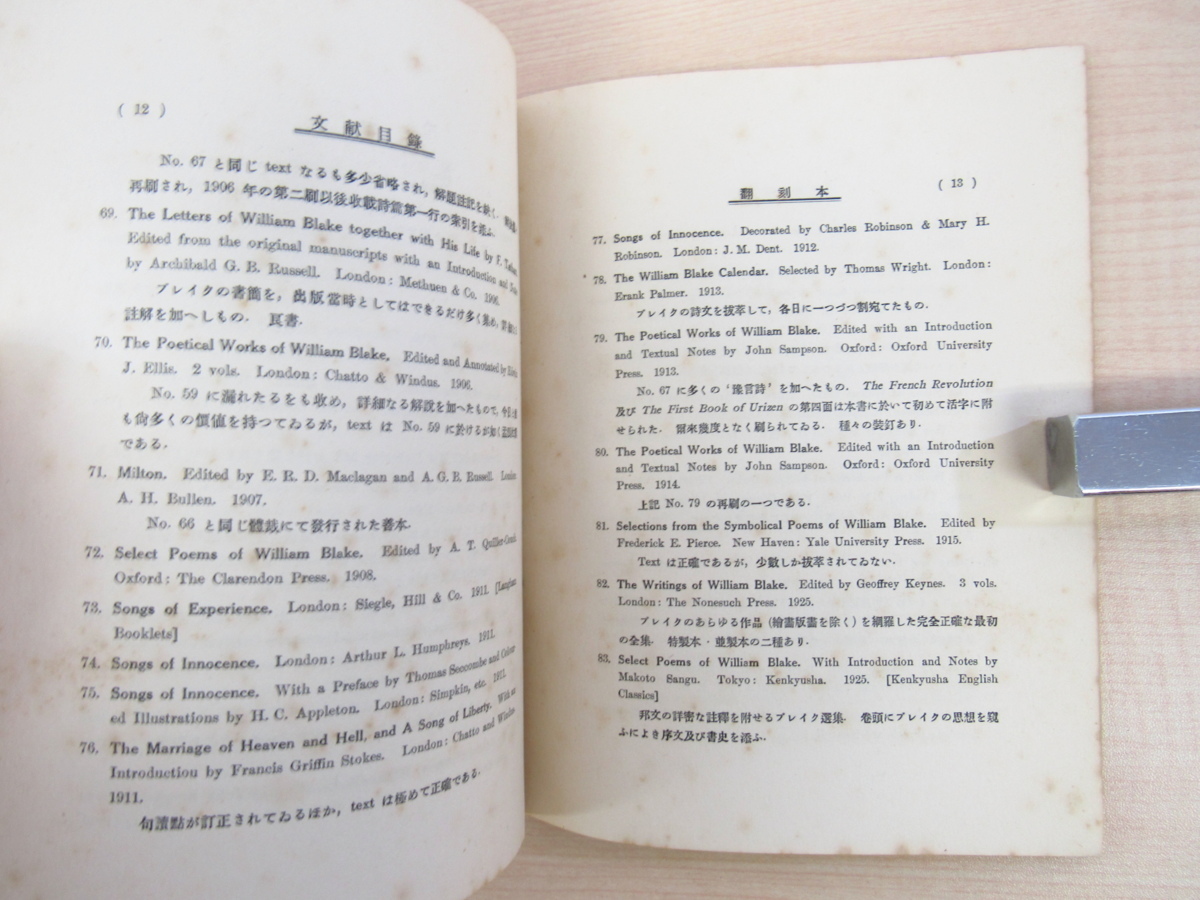 ( 12 )
文献目錄
No. 67 と同じ text なるも多少省略され，解題註記を
再刷され，1906 年の第二刷以後收載詩篇第一行の索引を添ふ．
69. The Letters of William Blake together with His Life by F.
Edited from the original manuscripts with an Introduction and
by Archibald G. B. Russell. London: Methuen & Co. 1906.
ブレイクの書簡を，出版當時としてはできるだけ多く集め，
註解を加へしもの． 良書．
70. The Poetical Works of William Blake. Edited and Annotated by
J. Ellis. 2 vols. London: Chatto & Windus. 1906.
No. 59 に漏れたるをも收め，詳細なる解說を加へたもので，今日
も尙多くの價値を持つてゐるが，text は No. 59 に於けるが如く
である．
71. Milton. Edited by E. R. D. Maclagan and A. G. B. Russell. London
A. H. Bullen. 1907.
No. 66 と同じ體裁にて發行された善本．
72. Select Poems of William Blake. Edited by A. T. Quiller-Couch.
Oxford: The Clarendon Press. 1908.
73. Songs of Experience. London: Siegle, Hill & Co. 1911. [Langham
Booklets]
74. Songs of Innocence. London: Arthur L. Humphreys. 1911.
75. Songs of Innocence. With a Preface by Thomas Seccombe and Colour
ed Illustrations by H. C. Appleton. London: Simpkin, etc. 1911.
76. The Marriage of Heaven and Hell, and A Song of Liberty. With an
Introductiou by Francis Griffin Stokes. London: Chatto and Windus
1911.
句讀點が訂正されてゐるほか，text は極めて正確である．
翻刻本
( 13 )
77. Songs of Innocence. Decorated by Charles Robinson & Mary H.
Robinson. London: J. M. Dent. 1912.
78. The William Blake Calendar. Selected by Thomas Wright. London:
Erank Palmer. 1913.
ブレイクの詩文を拔萃して，各日に一つづつ割宛てたもの．
79. The Poetical Works of William Blake. Edited with an Introduction
and Textual Notes by John Sampson. Oxford: Oxford University
Press. 1913.
No. 67 に多くの‘豫言詩’を加へたもの． The French Revolution
及び The First Book of Urizen の第四面は本書に於いて初めて活字に附
せられた． 爾來幾度となく刷られてゐる． 種々の裝釘あり．
80. The Poetical Works of William Blake. Edited with an Introduction
and Textual Notes by John Sampson. Oxford: Oxford University
Press. 1914.
上記 No. 79 の再刷の一つである．
81. Selections from the Symbolical Poems of William Blake. Edited by
Frederick E. Pierce. New Haven: Yale University Press. 1915.
Text は正確であるが，少數しか拔萃されてゐない．
82. The Writings of William Blake. Edited by Geoffrey Keynes. 3 vols.
London: The Nonesuch Press. 1925.
ブレイクのあらゆる作品（繪畫版畫を除く）を網羅した完全正確な最初
の全集． 特製本・並製本の二種あり．
83. Select Poems of William Blake. With Introduction and Notes by
Makoto Sangu. Tokyo: Kenkyusha. 1925. [Kenkyusha English
Classics]
邦文の詳密な註釋を附せるブレイク選集． 卷頭にブレイクの思想を窺
ふによき序文及び書史を添ふ．